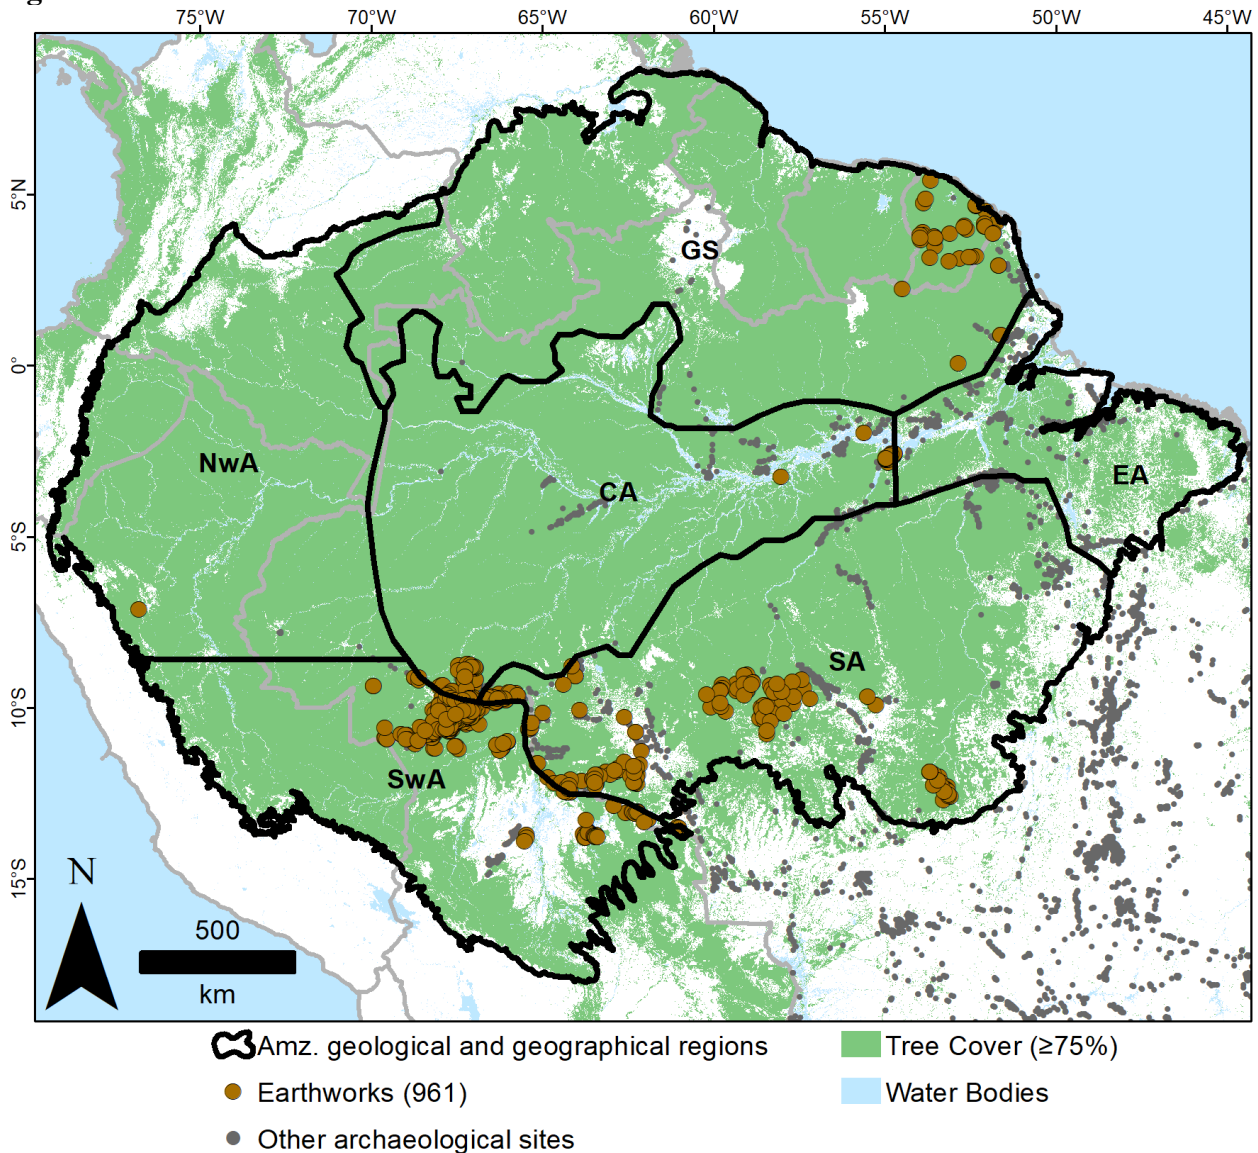 75°W 70°W 65°W 60°W 55°W 50°W 45°W
5°N
GS
0°
NwA
CA
EA
5°S
SA
10°S
SwA
15°S
N
500
km
Amz. geological and geographical regions
Tree Cover (≥75%)
Earthworks (961)
Water Bodies
Other archaeological sites